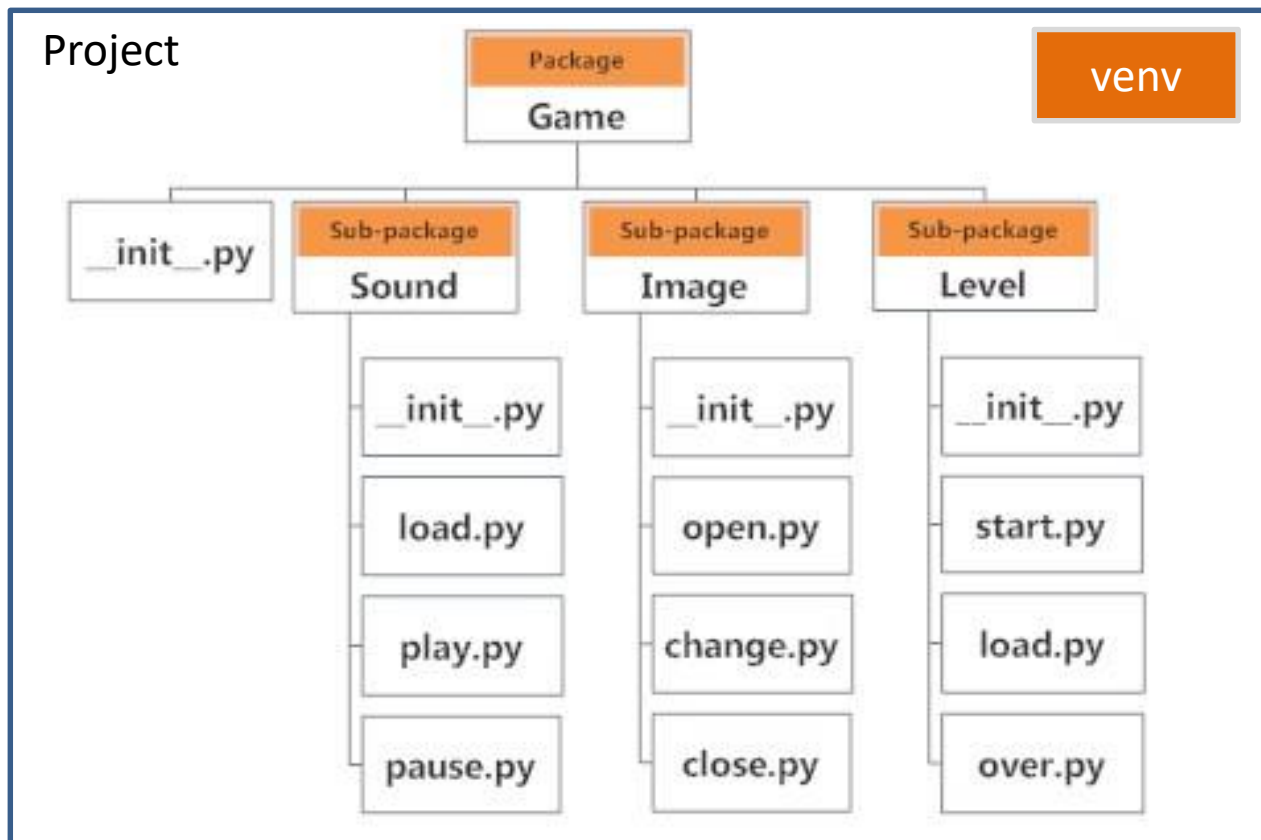 Project
venv
Package
Game
__init__.py
Sub-package
Sound
Sub-package
Image
Sub-package
Level
__init__.py
load.py
play.py
pause.py
__init__.py
open.py
change.py
close.py
__init__.py
start.py
load.py
over.py